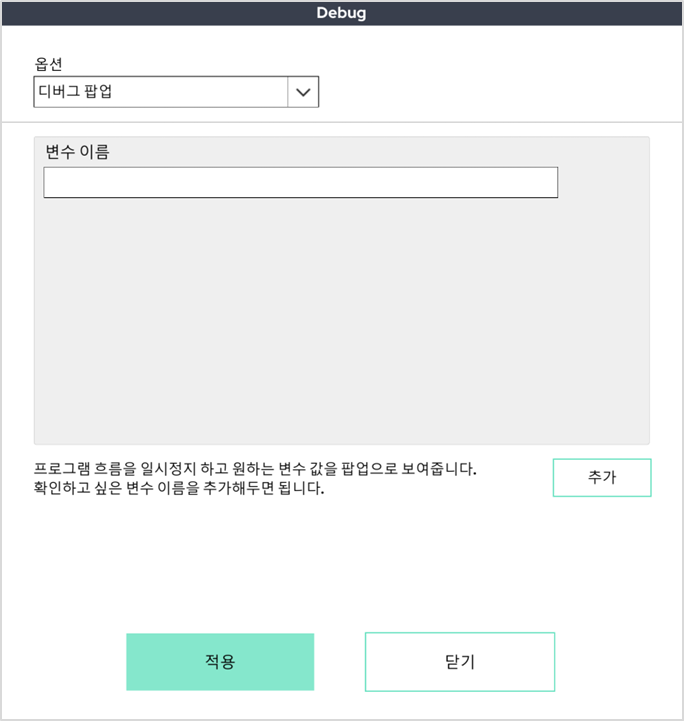 Debug
옵션
디버그 팝업
변수 이름
프로그램 흐름을 일시정지 하고 원하는 변수 값을 팝업으로 보여줍니다.
확인하고 싶은 변수 이름을 추가해두면 됩니다.
추가
적용
닫기